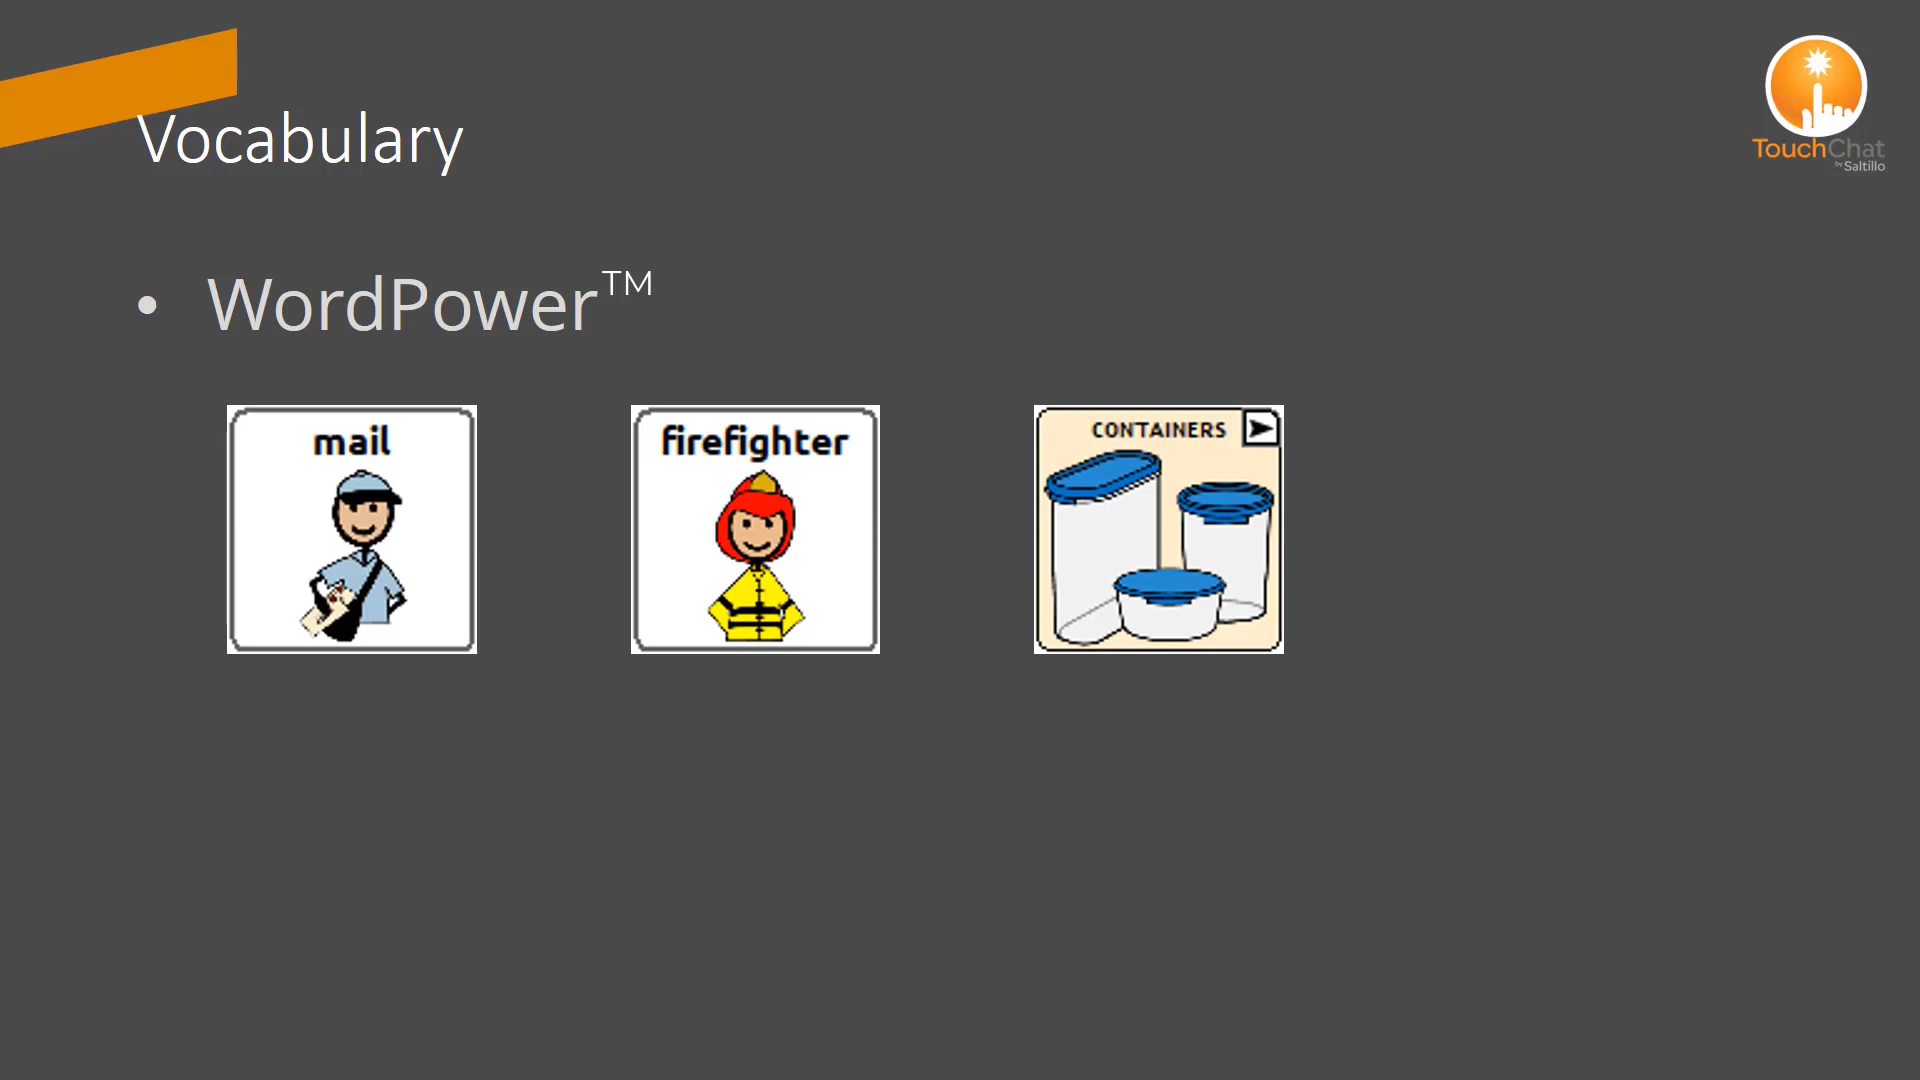 Vocabulary
TouchChat
by Saltillo
• WordPower™
mail
firefighter
CONTAINERS